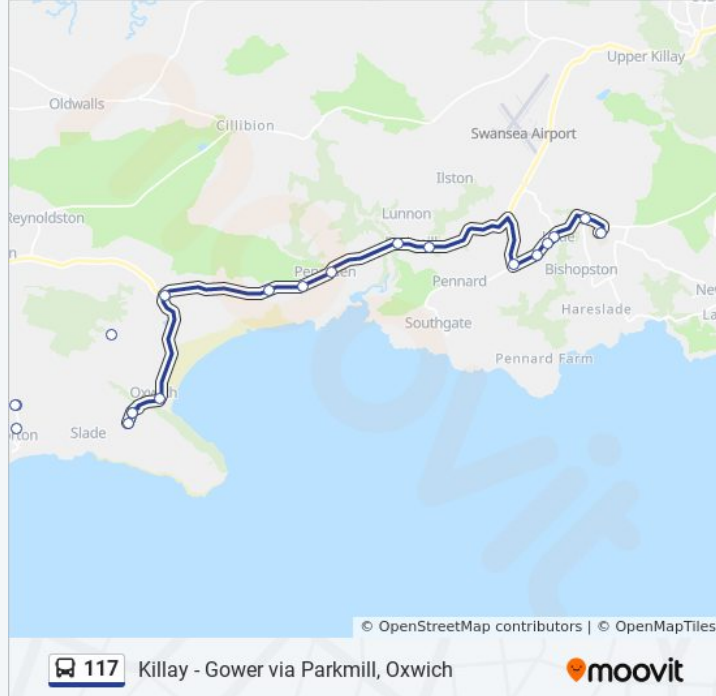 Upper Killay
Oldwalls
Cillibion
Swansea Airport
Ilston
Reynoldston
Lunnon
Bishopston
Pennard
Hareslade
Southgate
Pennard Farm
Oxwich
Slade
© OpenStreetMap contributors | © OpenMapTiles
117 Killay - Gower via Parkmill, Oxwich
moovit